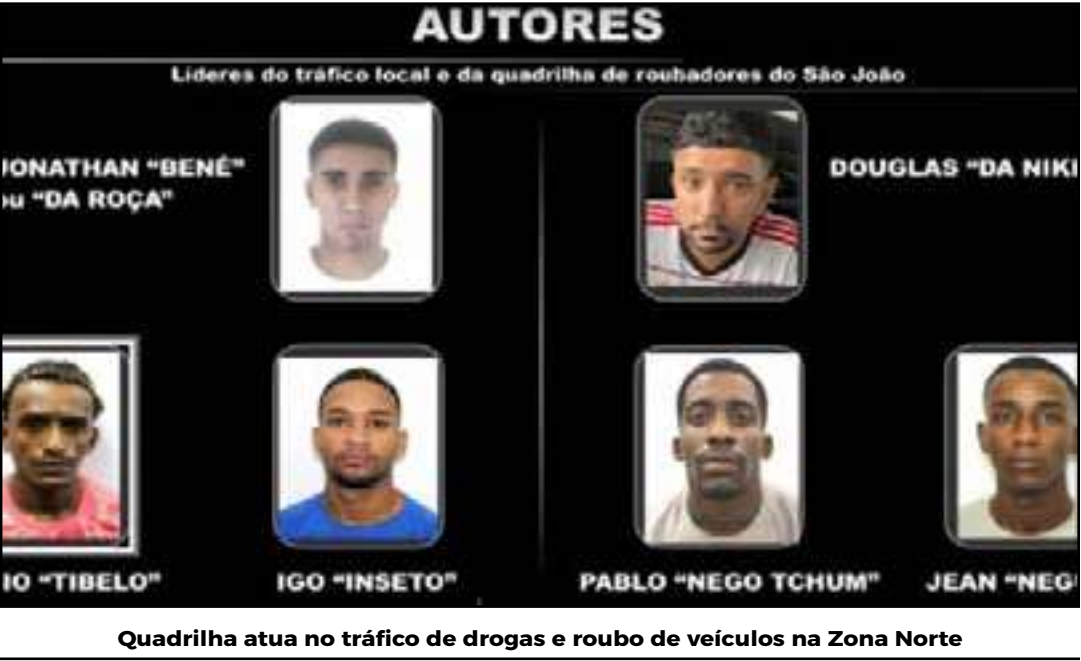 AUTORES
Líderes do tráfico local e da quadrilha de roubadores do São João
JONATHAN “BENÉ”
ou “DA ROÇA”
DOUGLAS “DA NIKI
IO “TIBELO”
IGO “INSETO”
PABLO “NEGO TCHUM”
JEAN “NEG
Quadrilha atua no tráfico de drogas e roubo de veículos na Zona Norte